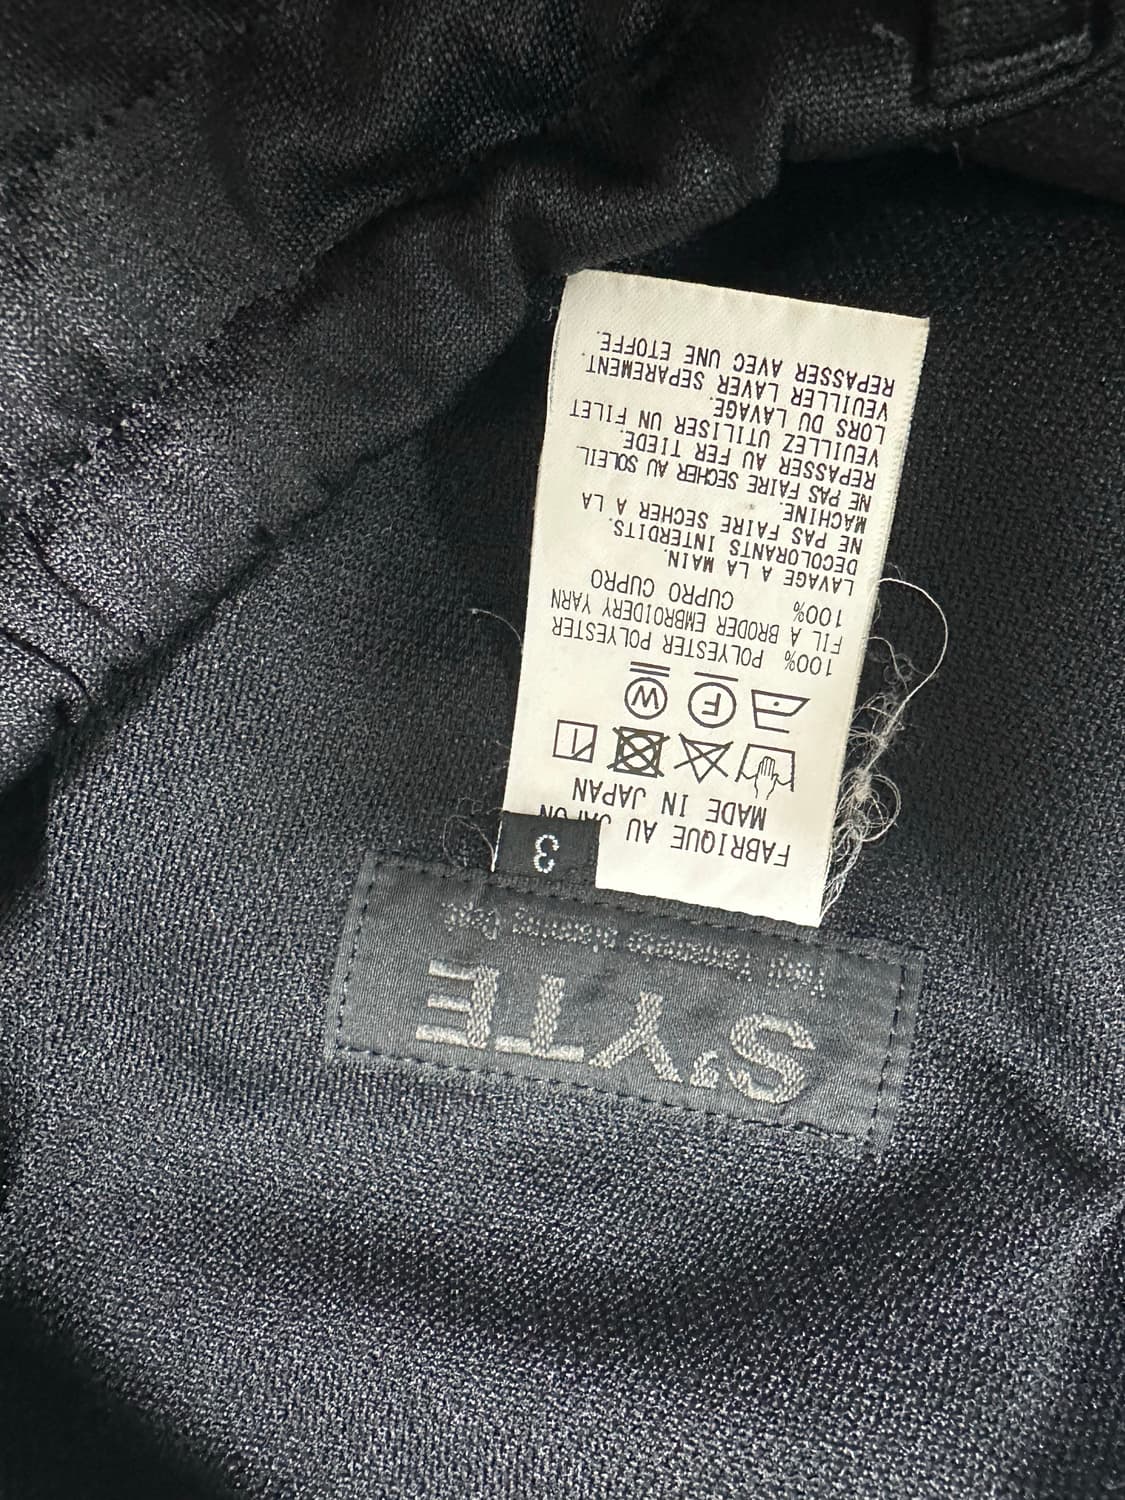 S'YTE
Yohji Yamamoto
3
FABRIQUE AU JAPON
MADE IN JAPAN
F W
100% POLYESTER POLYESTER
FIL A BRODER EMBROIDERY YARN
100% CUPRO CUPRO
LAVAGE A LA MAIN.
DECOLORANTS INTERDITS.
NE PAS FAIRE SECHER A LA
MACHINE.
NE PAS FAIRE SECHER AU SOLEIL.
REPASSER AU FER TIEDE.
VEUILLEZ UTILISER UN FILET
LORS DU LAVAGE.
VEUILLER LAVER SEPAREMENT.
REPASSER AVEC UNE ETOFFE.